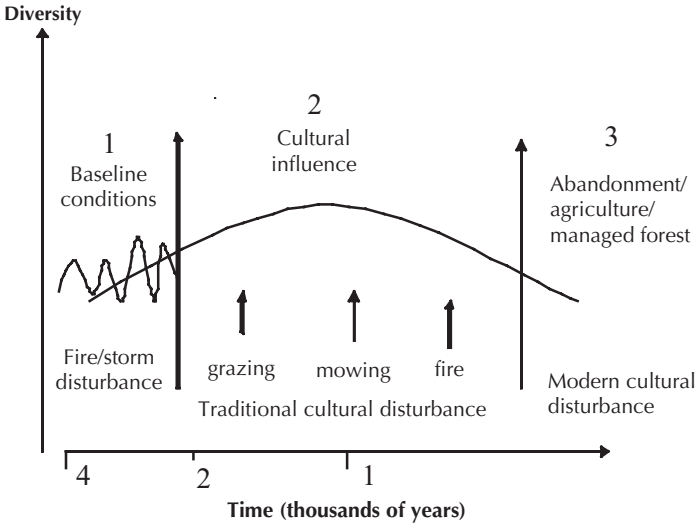 Diversity
1
Baseline
conditions
2
Cultural
influence
3
Abandonment/
agriculture/
managed forest
Fire/storm
disturbance
grazing
mowing
fire
Traditional cultural disturbance
Modern cultural
disturbance
4
2
1
Time (thousands of years)